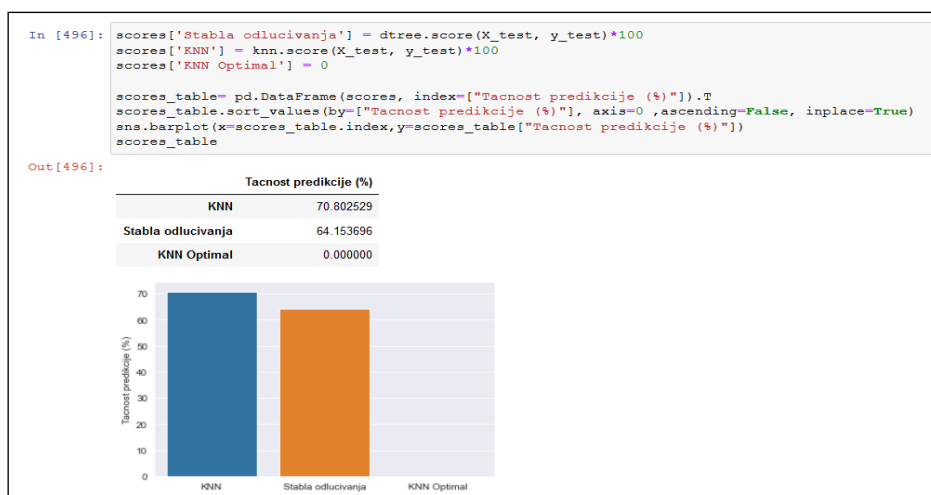 In [496]: scores['Stabla odlucivanja'] = dtree.score(X_test, y_test)*100
scores['KNN'] = knn.score(X_test, y_test)*100
scores['KNN Optimal'] = 0
scores_table= pd.DataFrame(scores, index=["Tacnost predikcije (%)"]).T
scores_table.sort_values(by=["Tacnost predikcije (%)"], axis=0 ,ascending=False, inplace=True)
sns.barplot(x=scores_table.index,y=scores_table["Tacnost predikcije (%)"])
scores_table
Out[496]:
Tacnost predikcije (%)
KNN 70.802529
Stabla odlucivanja 64.153696
KNN Optimal 0.000000
70
60
50
40
30
20
10
0
Tacnost predikcije (%)
KNN Stabla odlucivanja KNN Optimal